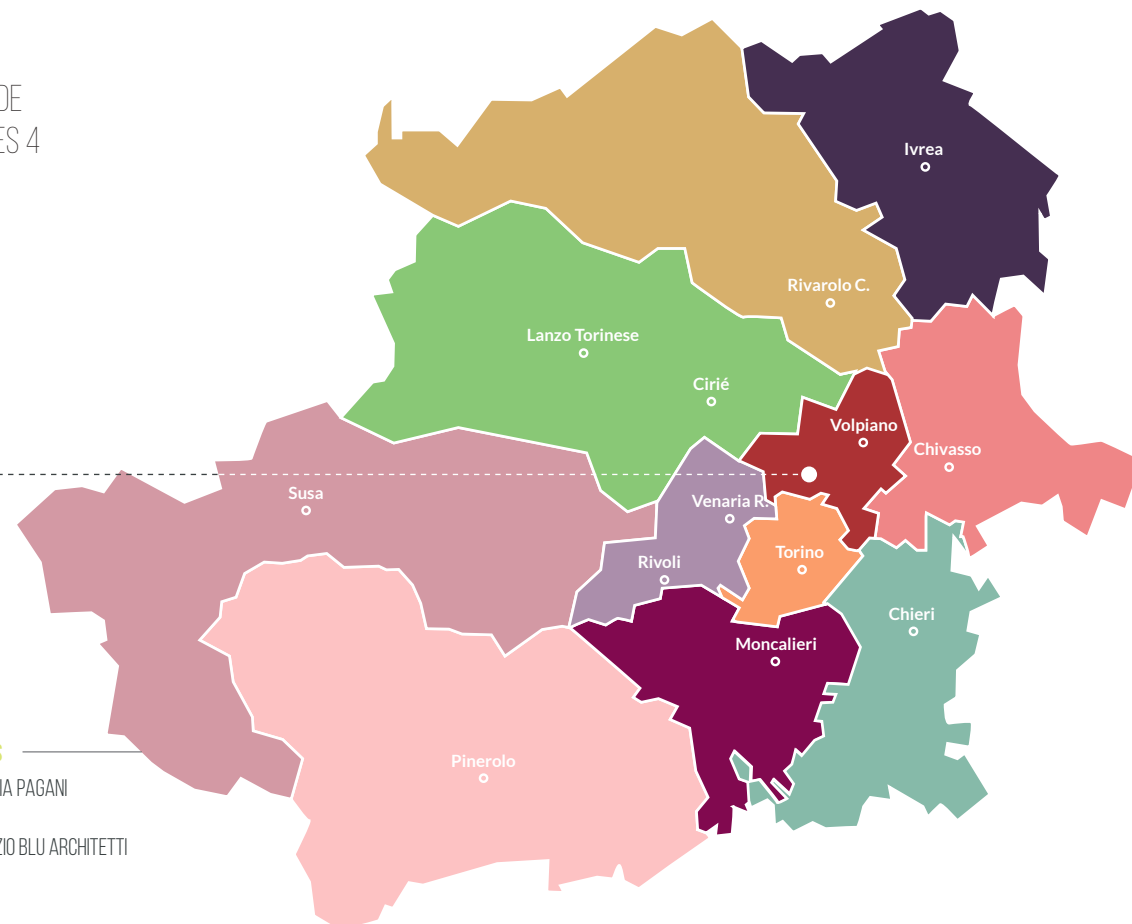 DE
ES 4
Ivrea
Rivarolo C.
Lanzo Torinese
Cirié
Volpiano
Chivasso
Susa
Venaria R.
Torino
Rivoli
Chieri
Moncalieri
Pinerolo
S
IA PAGANI
ZIO BLU ARCHITETTI